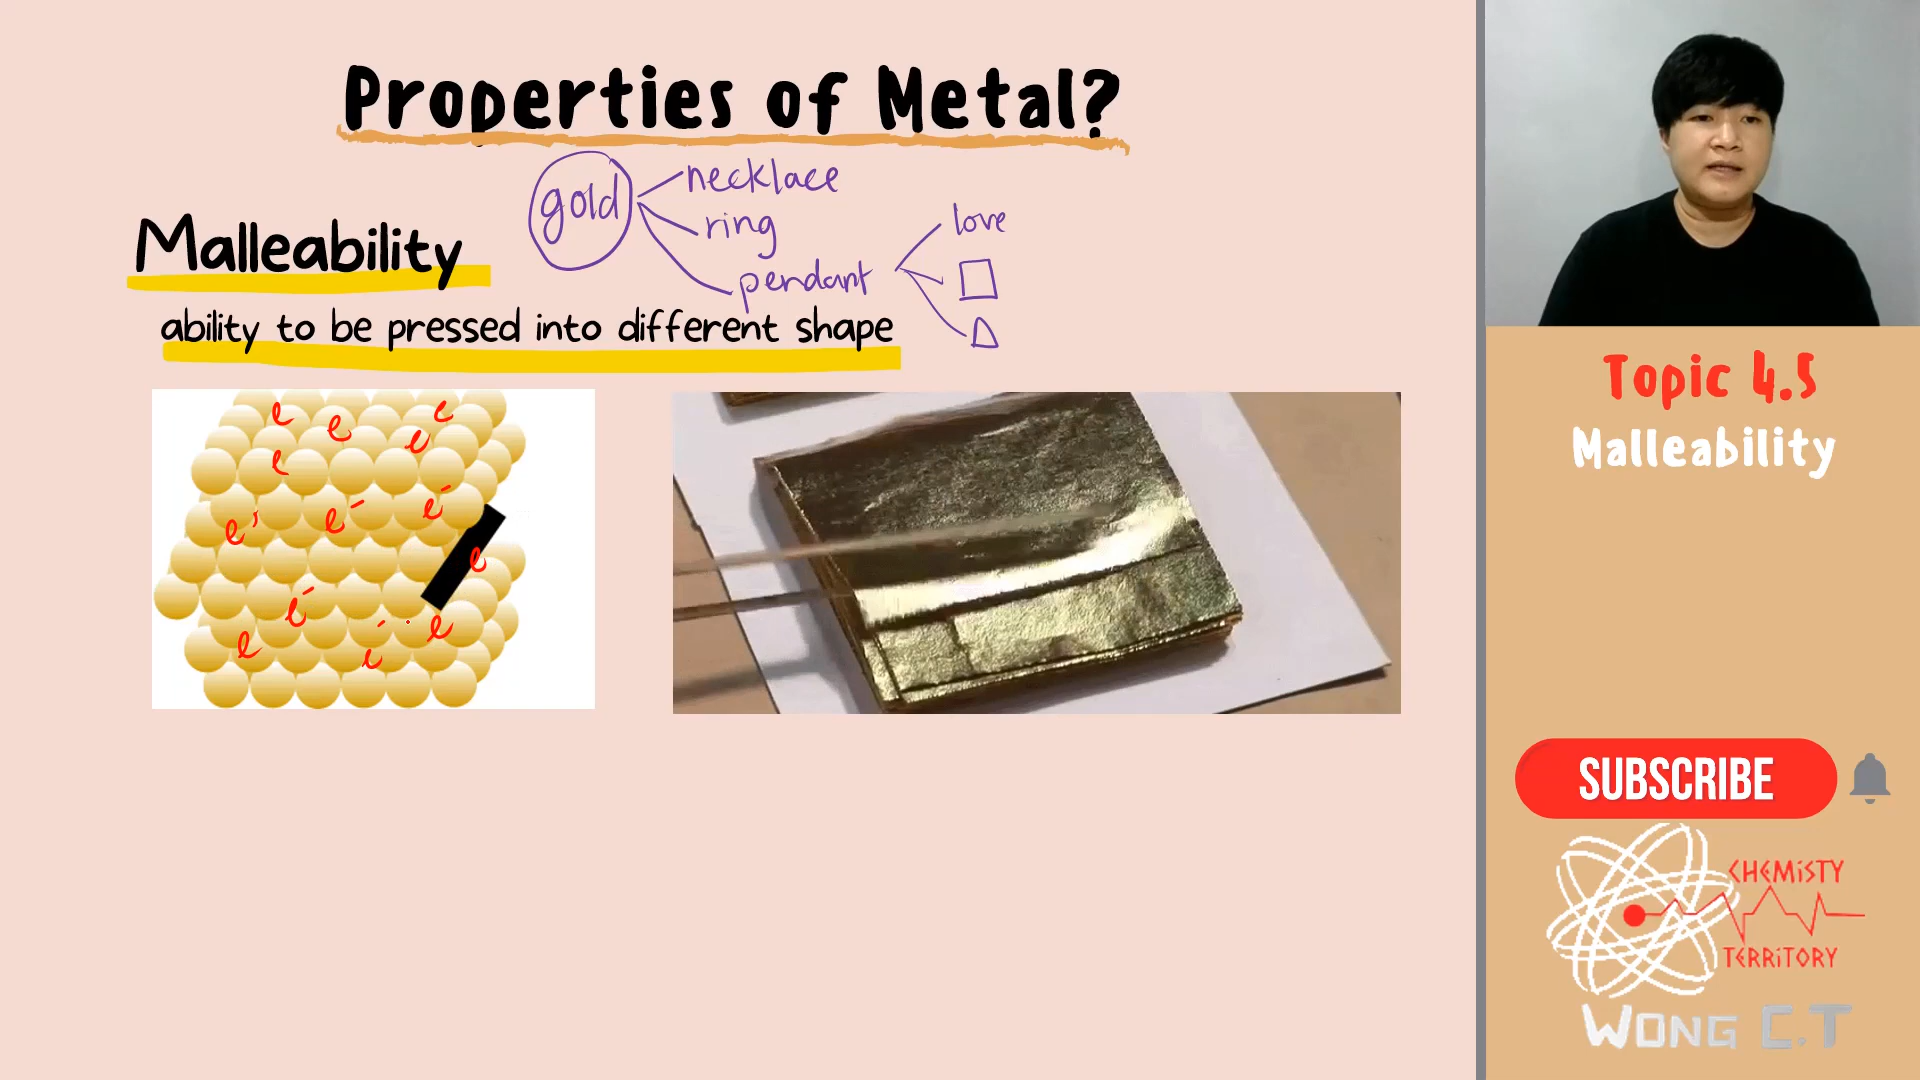 Properties of Metal?
gold
necklace
ring
pendant
love
Malleability
ability to be pressed into different shape
e e e e
e
e- e- e-
e
e-
e e- e
Topic 4.5
Malleability
SUBSCRIBE
CHEMiSTY
TERRiTORY
WONG C.T